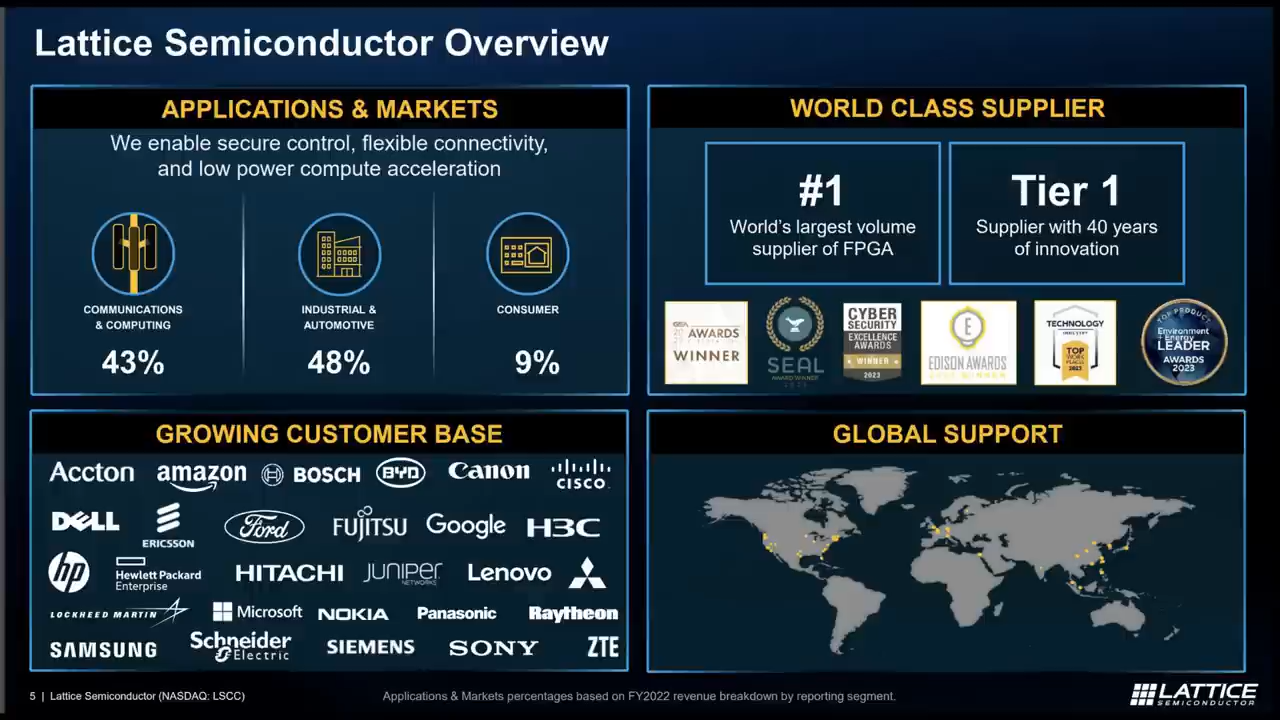 Lattice Semiconductor Overview
APPLICATIONS & MARKETS
We enable secure control, flexible connectivity,
and low power compute acceleration
COMMUNICATIONS
& COMPUTING
43%
INDUSTRIAL &
AUTOMOTIVE
48%
CONSUMER
9%
WORLD CLASS SUPPLIER
#1
World's largest volume
supplier of FPGA
Tier 1
Supplier with 40 years
of innovation
AWARDS
WINNER
SEAL
CYBER
SECURITY
EXCELLENCE
AWARDS
WINNER
2023
E
EDISON AWARDS
TECHNOLOGY
INDUSTRY
TOP
WORK
PLACES
2023
TOP PRODUCT
Environment
+Energy
LEADER
AWARDS
2023
GROWING CUSTOMER BASE
Accton amazon BOSCH BYD Canon CISCO
DELL ERICSSON Ford FUJITSU Google H3C
hp Hewlett Packard
Enterprise
HITACHI JUNIPER
NETWORKS
Lenovo
LOCKHEED MARTIN Microsoft NOKIA Panasonic Raytheon
SAMSUNG Schneider
Electric
SIEMENS SONY ZTE
GLOBAL SUPPORT
5 | Lattice Semiconductor (NASDAQ: LSCC)
Applications & Markets percentages based on FY2022 revenue breakdown by reporting segment.
LATTICE
SEMICONDUCTOR